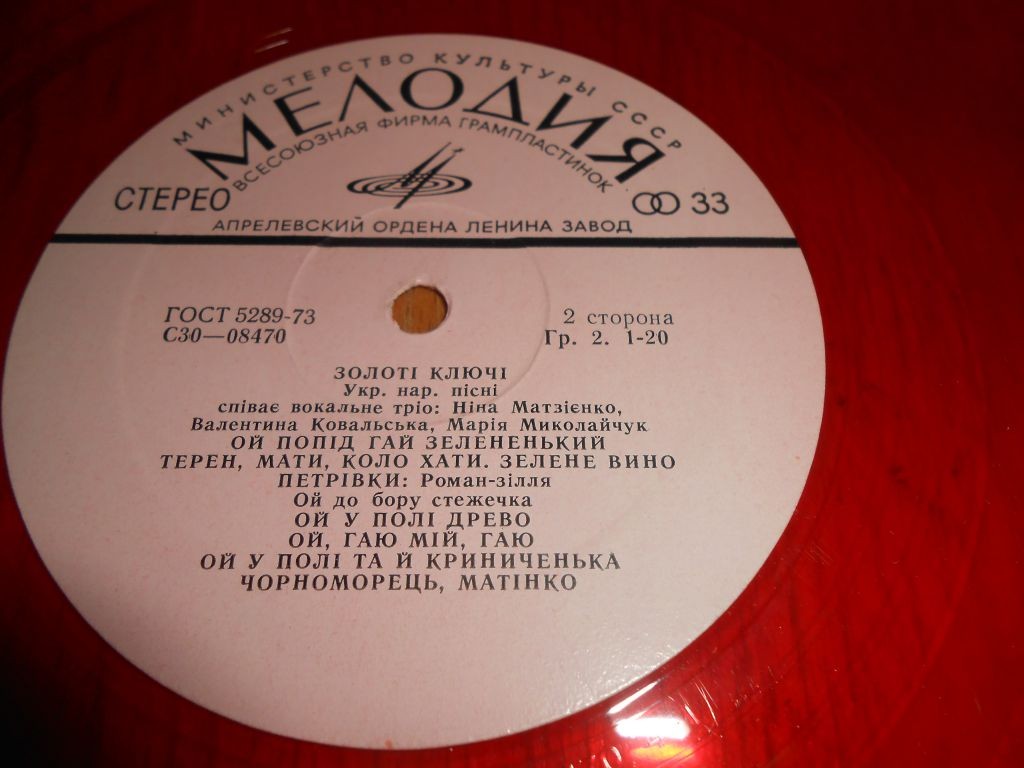 МИНИСТЕРСТВО КУЛЬТУРЫ СССР
МЕЛОДИЯ
ВСЕСОЮЗНАЯ ФИРМА ГРАМПЛАСТИНОК
СТЕРЕО
33
АПРЕЛЕВСКИЙ ОРДЕНА ЛЕНИНА ЗАВОД
ГОСТ 5289-73
2 сторона
С30—08470
Гр. 2. 1-20
ЗОЛОТІ КЛЮЧІ
Укр. нар. пісні
співає вокальне тріо: Ніна Матзієнко,
Валентина Ковальська, Марія Миколайчук
ОЙ ПОПІД ГАЙ ЗЕЛЕНЕНЬКИЙ
ТЕРЕН, МАТИ, КОЛО ХАТИ. ЗЕЛЕНЕ ВИНО
ПЕТРІВКИ: Роман-зілля
Ой до бору стежечка
ОЙ У ПОЛІ ДРЕВО
ОЙ, ГАЮ МІЙ, ГАЮ
ОЙ У ПОЛІ ТА Й КРИНИЧЕНЬКА
ЧОРНОМОРЕЦЬ, МАТІНКО